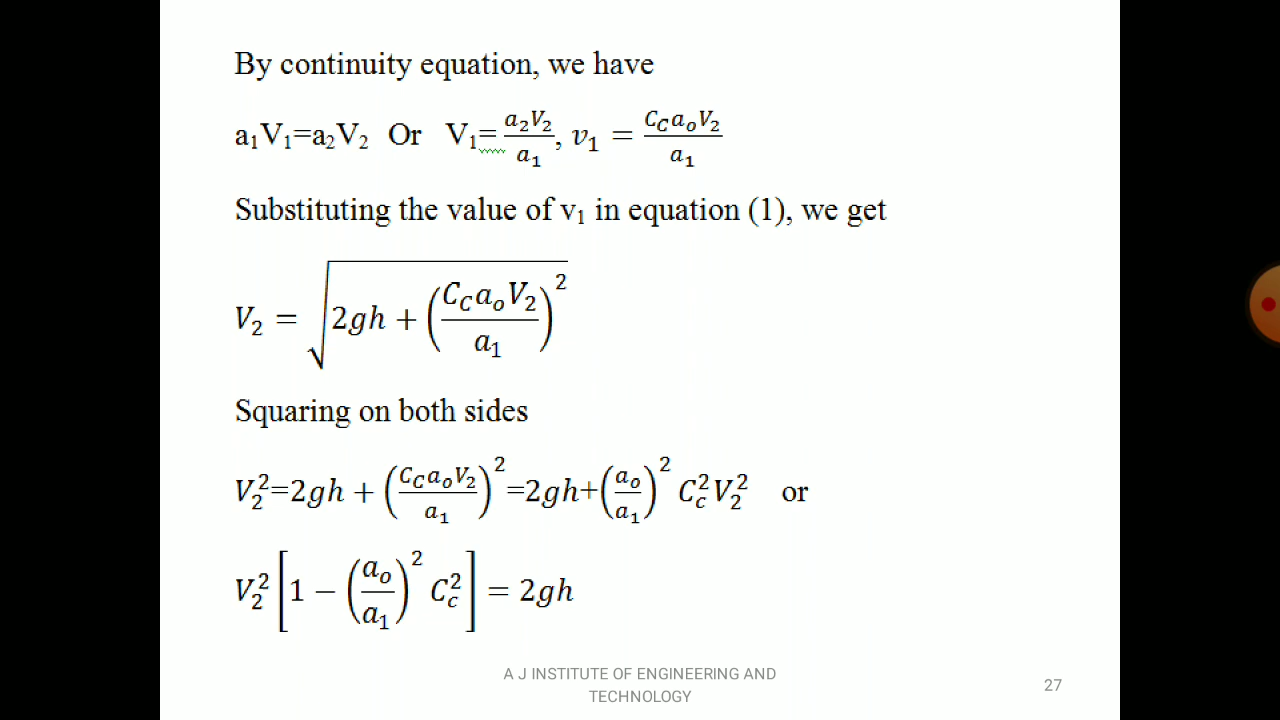 By continuity equation, we have
a₁V₁=a₂V₂ Or V₁= a₂V₂/a₁, v₁ = C_C a_o V₂/a₁
Substituting the value of v₁ in equation (1), we get
V₂ = √(2gh + (C_C a_o V₂/a₁)²)
Squaring on both sides
V₂²=2gh + (C_C a_o V₂/a₁)²=2gh+(a_o/a₁)² C_c² V₂² or
V₂² [1 − (a_o/a₁)² C_c²] = 2gh
A J INSTITUTE OF ENGINEERING AND
TECHNOLOGY
27